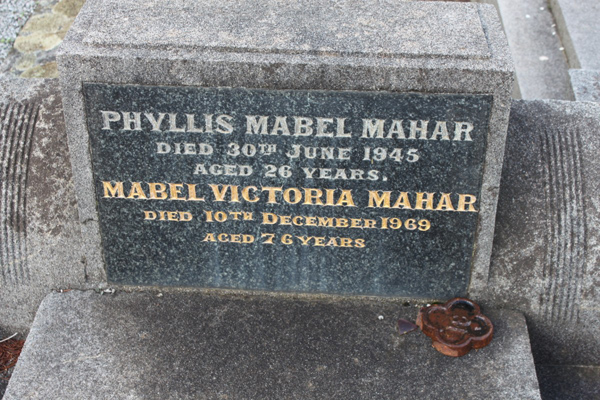 PHYLLIS MABEL MAHAR
DIED 30TH JUNE 1945
AGED 26 YEARS.
MABEL VICTORIA MAHAR
DIED 10TH DECEMBER 1969
AGED 76 YEARS